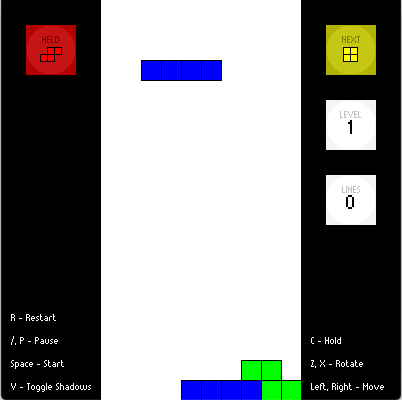 HELD
NEXT
LEVEL
1
LINES
0
R - Restart
/, P - Pause
Space - Start
V - Toggle Shadows
C - Hold
Z, X - Rotate
Left, Right - Move